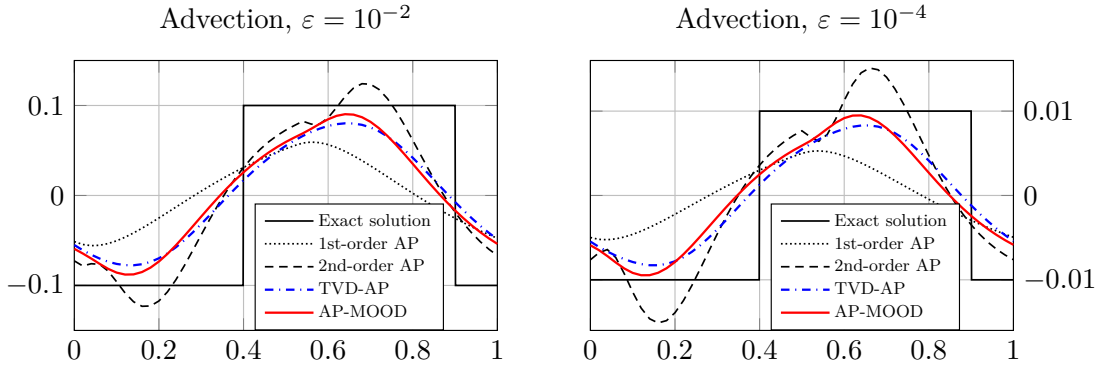 Advection, ε = 10⁻²
0.1
0
−0.1
0 0.2 0.4 0.6 0.8 1
Exact solution
1st-order AP
2nd-order AP
TVD-AP
AP-MOOD
Advection, ε = 10⁻⁴
0.01
0
−0.01
0 0.2 0.4 0.6 0.8 1
Exact solution
1st-order AP
2nd-order AP
TVD-AP
AP-MOOD